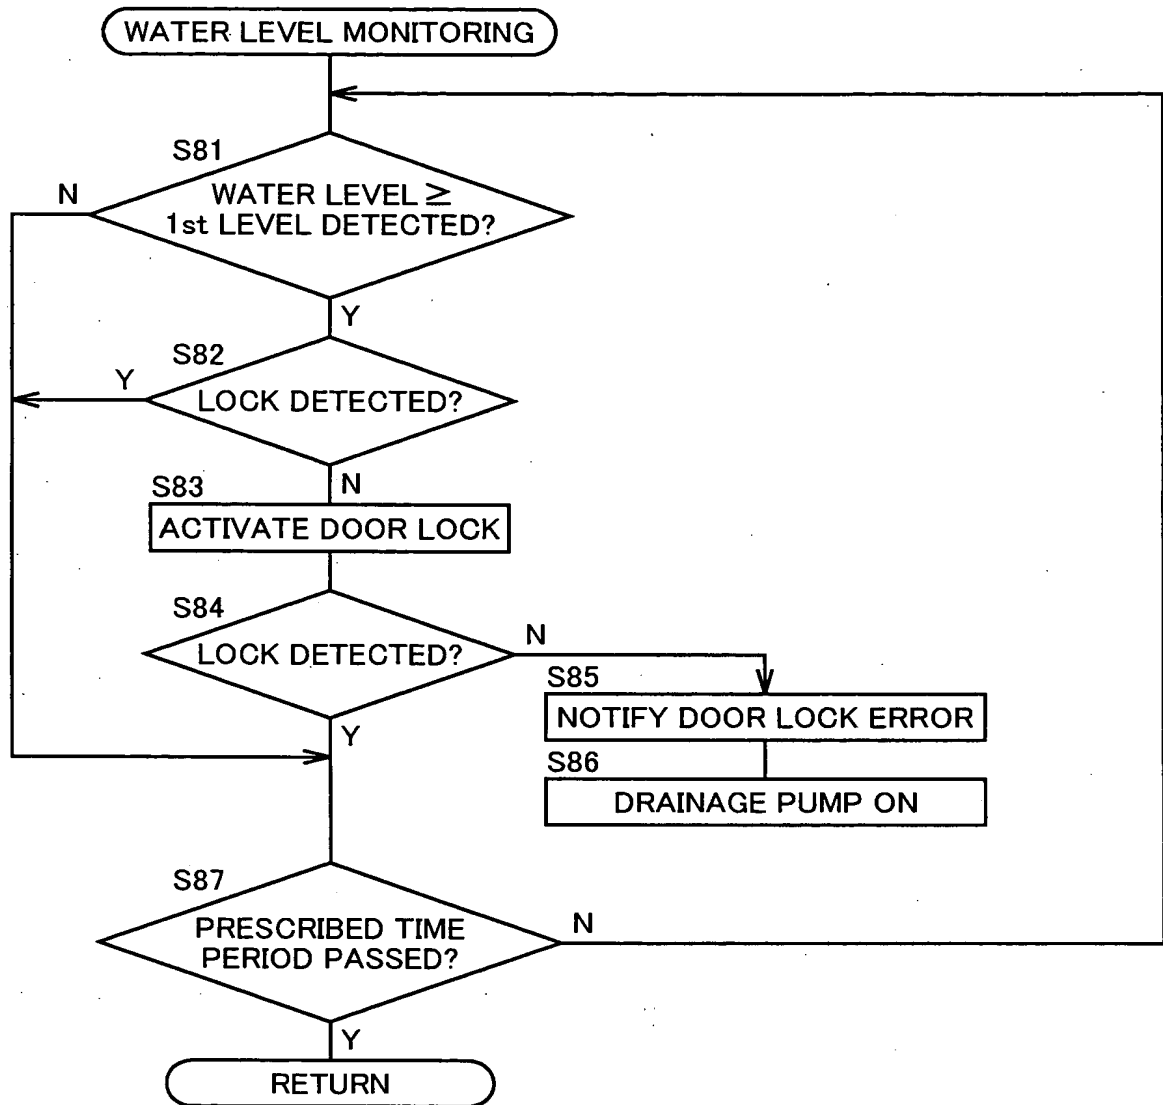 WATER LEVEL MONITORING
S81
N
WATER LEVEL ≥
1st LEVEL DETECTED?
Y
S82
Y
LOCK DETECTED?
N
S83
ACTIVATE DOOR LOCK
S84
LOCK DETECTED?
N
S85
NOTIFY DOOR LOCK ERROR
Y
S86
DRAINAGE PUMP ON
S87
PRESCRIBED TIME
PERIOD PASSED?
N
Y
RETURN